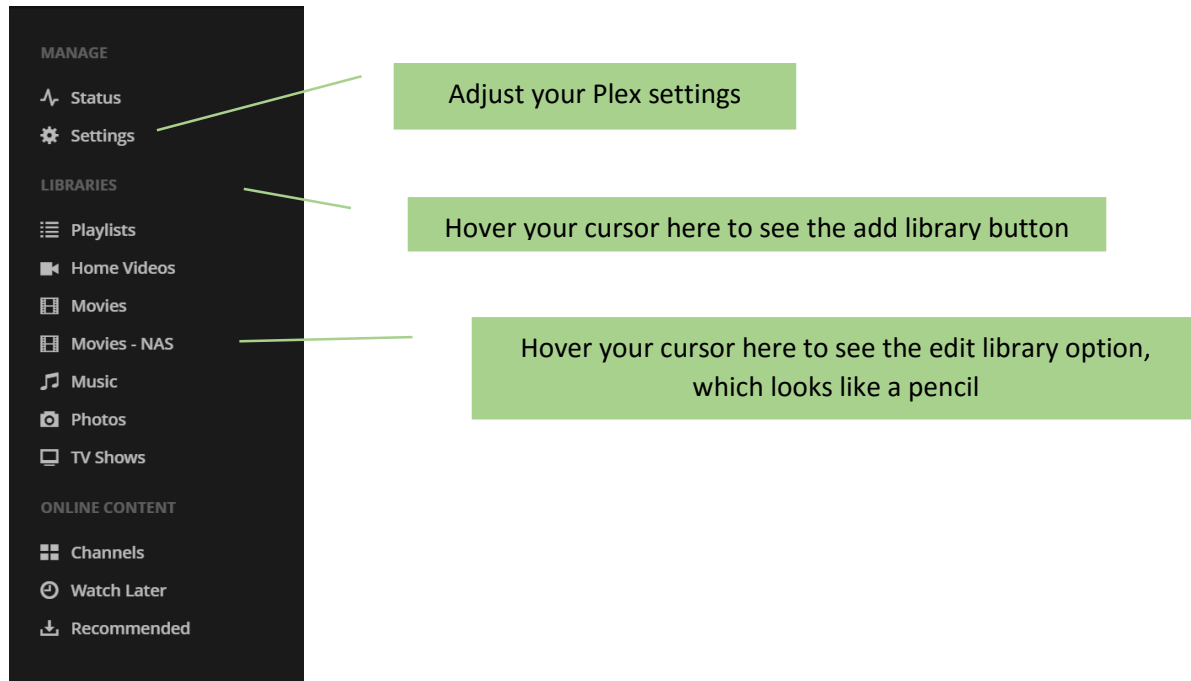 MANAGE
Status
Settings
LIBRARIES
Playlists
Home Videos
Movies
Movies - NAS
Music
Photos
TV Shows
ONLINE CONTENT
Channels
Watch Later
Recommended
Adjust your Plex settings
Hover your cursor here to see the add library button
Hover your cursor here to see the edit library option,
which looks like a pencil